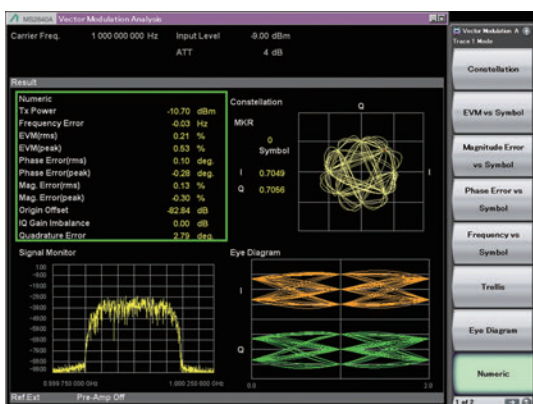 MS2840A Vector Modulation Analysis
Carrier Freq. 1 000 000 000 Hz Input Level -9.00 dBm
ATT 4 dB
Result
Numeric
Tx Power -10.70 dBm
Frequency Error -0.03 Hz
EVM(rms) 0.21 %
EVM(peak) 0.53 %
Phase Error(rms) 0.10 deg.
Phase Error(peak) -0.28 deg.
Mag. Error(rms) 0.13 %
Mag. Error(peak) -0.30 %
Origin Offset -82.84 dB
IQ Gain Imbalance 0.00 dB
Quadrature Error 2.79 deg.
Constellation
MKR
0
Symbol
I 0.7049
Q 0.7056
Q
I
Signal Monitor
0.999 750 000 GHz
1.000 250 000 GHz
Eye Diagram
I
Q
0.0
Ref.Ext Pre-Amp Off
Vector Modulation A
Trace 1 Mode
Constellation
EVM vs Symbol
Magnitude Error
vs Symbol
Phase Error vs
Symbol
Frequency vs
Symbol
Trellis
Eye Diagram
Numeric
1 of 2